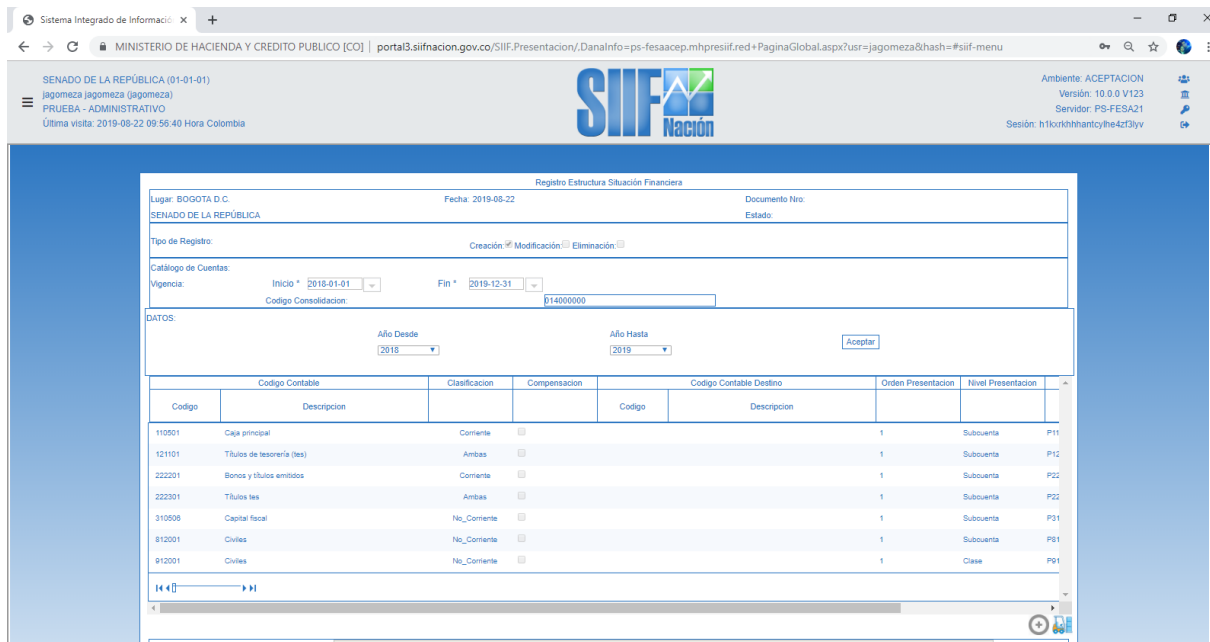 Sistema Integrado de Informació
MINISTERIO DE HACIENDA Y CREDITO PUBLICO [CO] | portal3.siifnacion.gov.co/SIIF.Presentacion/.DanaInfo=ps-fesaacep.mhpresiif.red+PaginaGlobal.aspx?usr=jagomeza&hash=#siif-menu
SENADO DE LA REPÚBLICA (01-01-01)
jagomeza jagomeza (jagomeza)
PRUEBA - ADMINISTRATIVO
Última visita: 2019-08-22 09:56:40 Hora Colombia
SIIF
Nación
Ambiente: ACEPTACION
Versión: 10.0.0 V123
Servidor: PS-FESA21
Sesión: h1kxrkhhhantcylhe4zf3lyv
Registro Estructura Situación Financiera
Lugar: BOGOTA D.C. Fecha: 2019-08-22 Documento Nro:
SENADO DE LA REPÚBLICA Estado:
Tipo de Registro: Creación: Modificación: Eliminación:
Catálogo de Cuentas:
Vigencia: Inicio * 2018-01-01 Fin * 2019-12-31
Codigo Consolidacion: 014000000
DATOS:
Año Desde Año Hasta
2018 2019 Aceptar
Codigo Contable Clasificacion Compensacion Codigo Contable Destino Orden Presentacion Nivel Presentacion
Codigo Descripcion Codigo Descripcion
110501 Caja principal Corriente 1 Subcuenta P11
121101 Títulos de tesorería (tes) Ambas 1 Subcuenta P12
222201 Bonos y títulos emitidos Corriente 1 Subcuenta P22
222301 Títulos tes Ambas 1 Subcuenta P22
310506 Capital fiscal No_Corriente 1 Subcuenta P31
812001 Civiles No_Corriente 1 Subcuenta P81
912001 Civiles No_Corriente 1 Clase P91